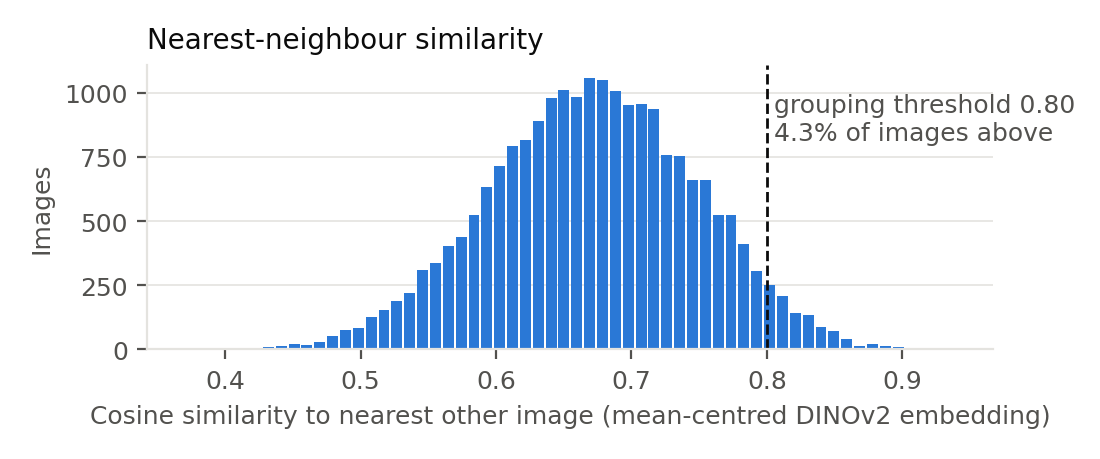 Nearest-neighbour similarity
grouping threshold 0.80
4.3% of images above
Images
1000
750
500
250
0
0.4 0.5 0.6 0.7 0.8 0.9
Cosine similarity to nearest other image (mean-centred DINOv2 embedding)